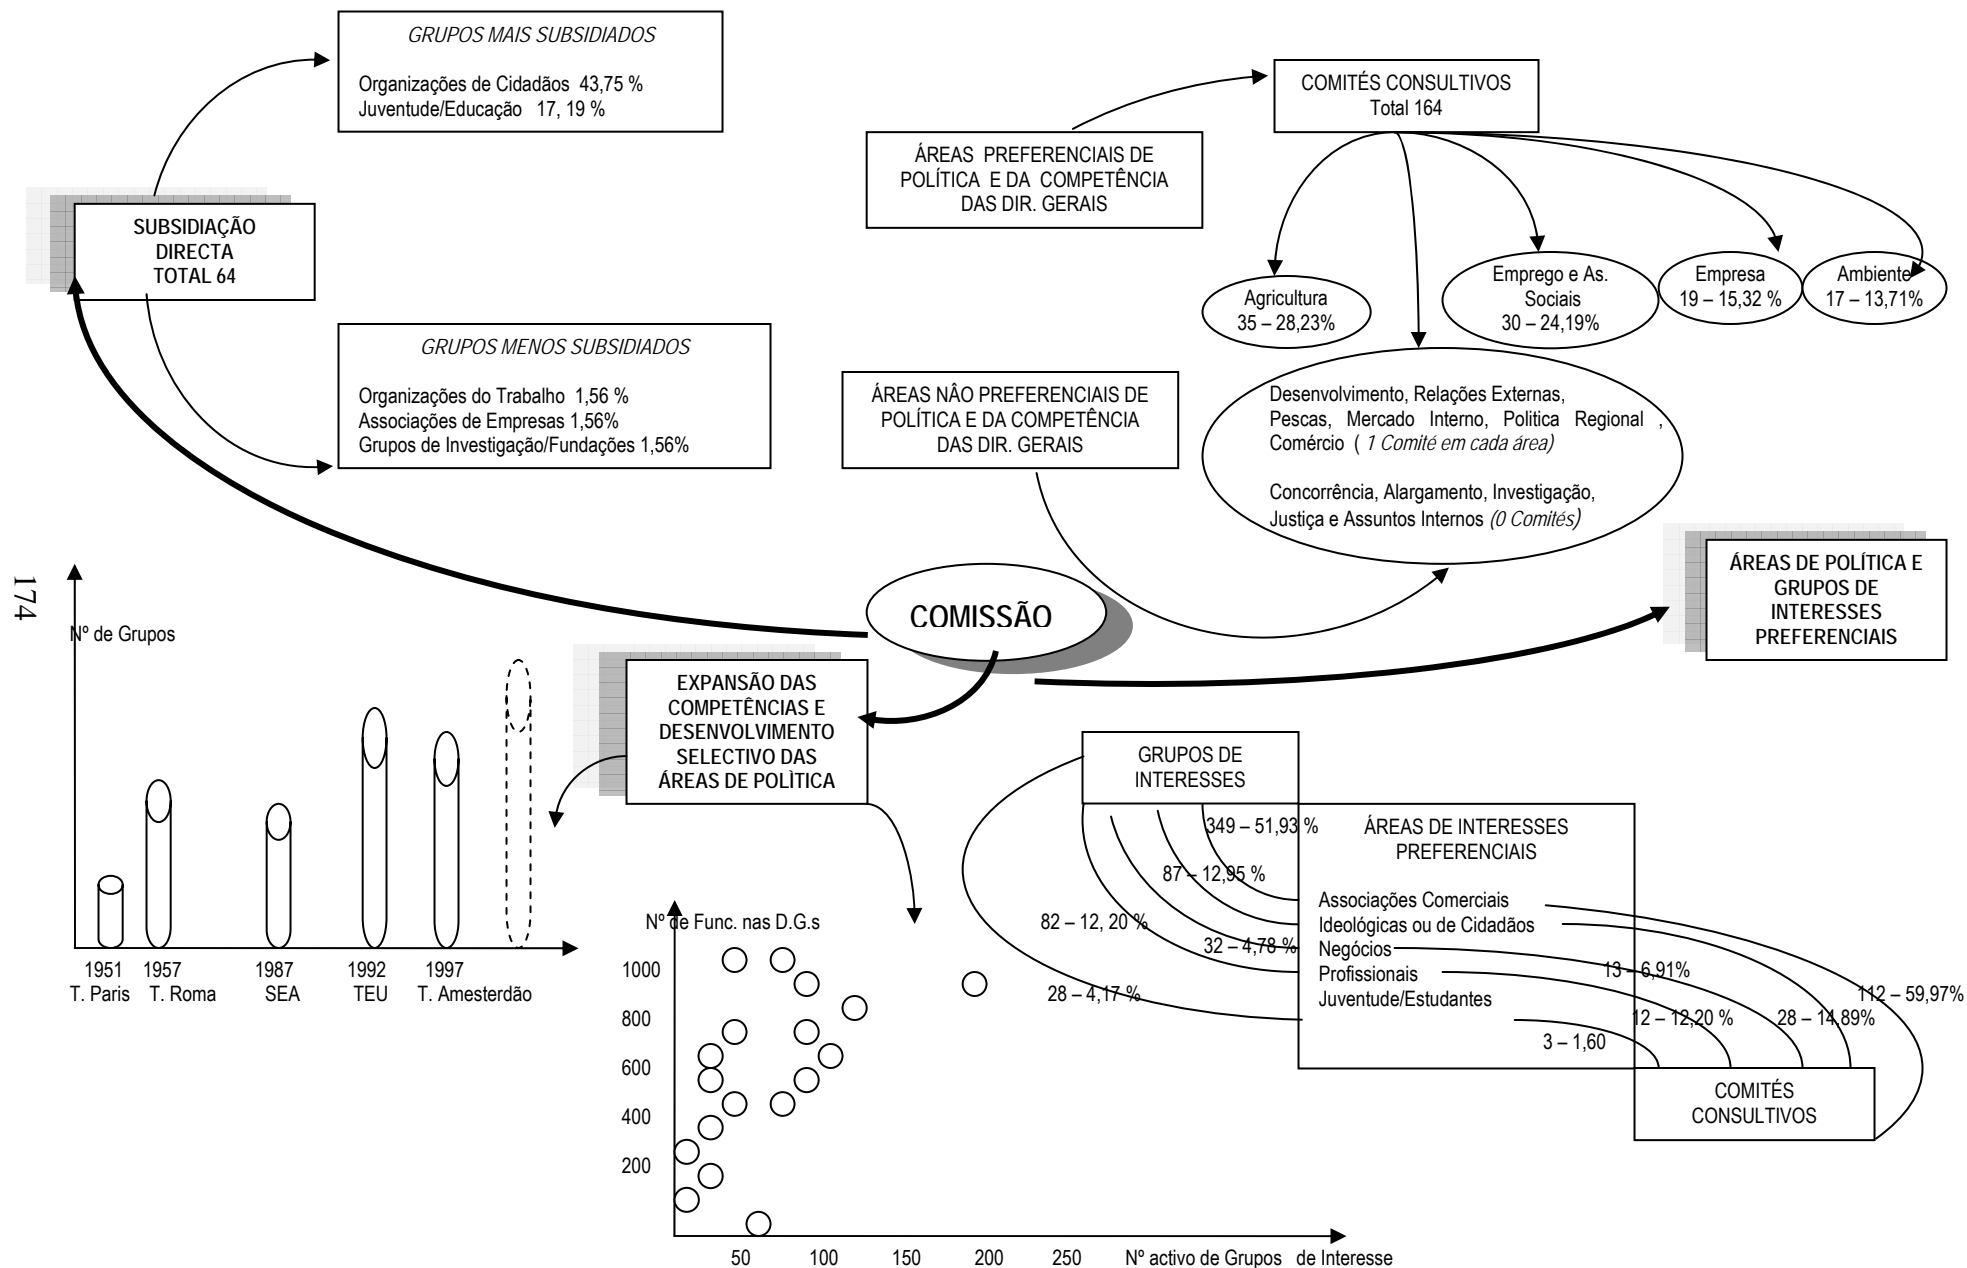 GRUPOS MAIS SUBSIDIADOS
Organizações de Cidadãos 43,75 %
Juventude/Educação 17, 19 %
SUBSIDIAÇÃO
DIRECTA
TOTAL 64
GRUPOS MENOS SUBSIDIADOS
Organizações do Trabalho 1,56 %
Associações de Empresas 1,56%
Grupos de Investigação/Fundações 1,56%
COMITÉS CONSULTIVOS
Total 164
ÁREAS PREFERENCIAIS DE
POLÍTICA E DA COMPETÊNCIA
DAS DIR. GERAIS
Agricultura
35 – 28,23%
Emprego e As.
Sociais
30 – 24,19%
Empresa
19 – 15,32 %
Ambiente
17 – 13,71%
ÁREAS NÂO PREFERENCIAIS DE
POLÍTICA E DA COMPETÊNCIA
DAS DIR. GERAIS
Desenvolvimento, Relações Externas,
Pescas, Mercado Interno, Politica Regional ,
Comércio ( 1 Comité em cada área)
Concorrência, Alargamento, Investigação,
Justiça e Assuntos Internos (0 Comités)
COMISSÃO
ÁREAS DE POLÍTICA E
GRUPOS DE
INTERESSES
PREFERENCIAIS
174
Nº de Grupos
1951
T. Paris
1957
T. Roma
1987
SEA
1992
TEU
1997
T. Amesterdão
EXPANSÃO DAS
COMPETÊNCIAS E
DESENVOLVIMENTO
SELECTIVO DAS
ÁREAS DE POLÌTICA
Nº de Func. nas D.G.s
1000
800
600
400
200
50
100
150
200
250
Nº activo de Grupos de Interesse
GRUPOS DE
INTERESSES
349 – 51,93 %
87 – 12,95 %
82 – 12, 20 %
32 – 4,78 %
28 – 4,17 %
ÁREAS DE INTERESSES
PREFERENCIAIS
Associações Comerciais
Ideológicas ou de Cidadãos
Negócios
Profissionais
Juventude/Estudantes
13 – 6,91%
112 – 59,97%
12 – 12,20 %
28 – 14,89%
3 – 1,60
COMITÉS
CONSULTIVOS